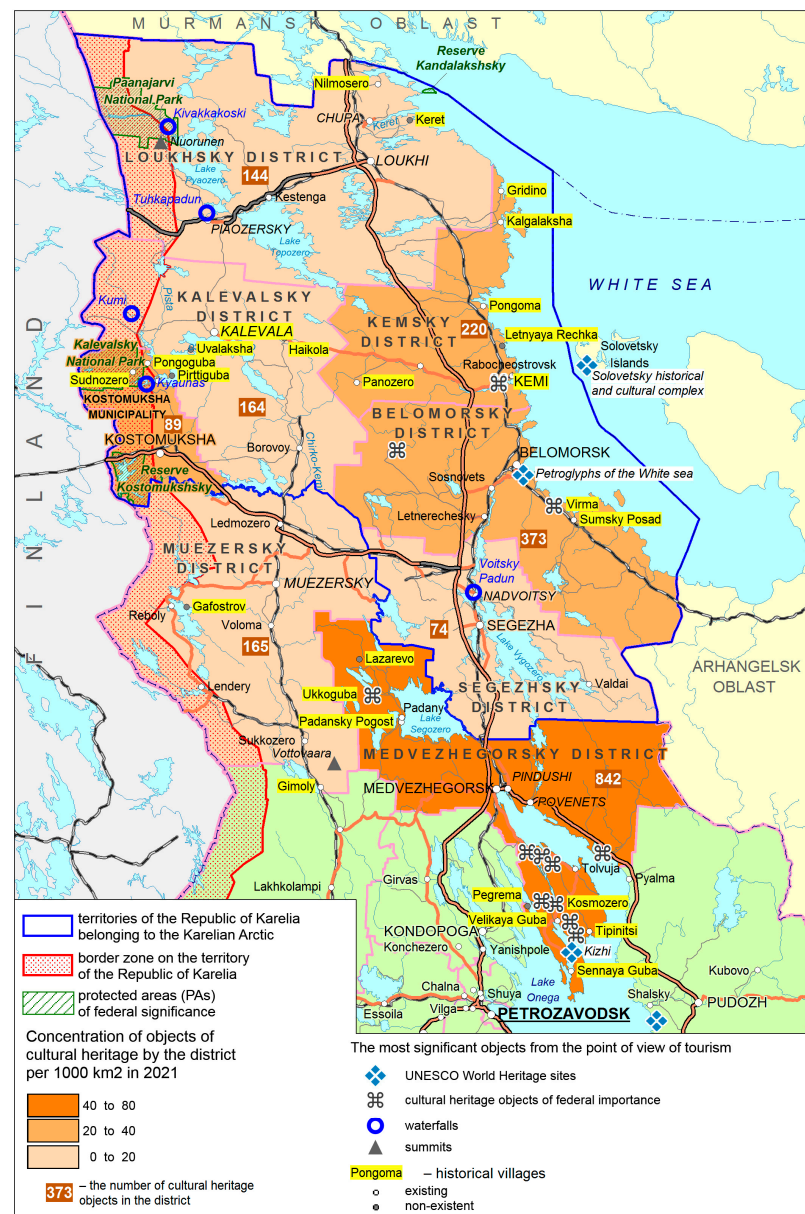 MURMANSK OBLAST
Reserve
Kandalakshsky
Paanajarvi
National Park
Nilmosero
Kivakkakoski
CHUPA
Keret
Keret
Nuorunen
LOUKHSKY DISTRICT
LOUKHI
Lake
Pyaozero
144
Gridino
Tuhkapadun
Kestenga
Kalgalaksha
PIAOZERSKY
Lake
Topozero
WHITE SEA
Pista
Kumi
KALEVALSKY
DISTRICT
Pongoma
KEMSKY
DISTRICT
220
KALEVALA
Letnyaya Rechka
Kalevalsky
National Park
Uvalaksha
Haikola
Solovetsky
Islands
Pongoguba
Rabocheostrovsk
Sudnozero
Pirttiguba
Solovetsky historical
and cultural complex
Kyaunas
Panozero
KEMI
KOSTOMUKSHA
MUNICIPALITY
164
BELOMORSKY
DISTRICT
89
KOSTOMUKSHA
Borovoy
Chirko-Kem
BELOMORSK
Reserve
Kostomukshsky
Sosnovets
Petroglyphs of the White sea
Virma
Letnerechesky
Sumsky Posad
Ledmozero
373
MUEZERSKY
DISTRICT
Voitsky
Padun
MUEZERSKY
NADVOITSY
Reboly
Gafostrov
Voloma
74
SEGEZHA
165
Lake Vygozero
FINLAND
Lazarevo
ARHANGELSK
OBLAST
Lendery
Ukkoguba
SEGEZHSKY
DISTRICT
Valdai
Padany
Padansky Pogost
Lake
Segozero
Sukkozero
Vottovaara
MEDVEZHEGORSKY DISTRICT
Gimoly
MEDVEZHEGORSK
PINDUSHI
842
POVENETS
Tolvuja
Lakhkolampi
Girvas
Pyalma
Pegrema
Kosmozero
Velikaya Guba
KONDOPOGA
Tipinitsi
Konchezero
Yanishpole
Kizhi
Sennaya Guba
Kubovo
Chalna
Shuya
Lake
Onega
Shalsky
Essoila
Vilga
PETROZAVODSK
PUDOZH
territories of the Republic of Karelia
belonging to the Karelian Arctic
border zone on the territory
of the Republic of Karelia
protected areas (PAs)
of federal significance
Concentration of objects of
cultural heritage by the district
per 1000 km2 in 2021
40 to 80
20 to 40
0 to 20
373 – the number of cultural heritage
objects in the district
The most significant objects from the point of view of tourism
UNESCO World Heritage sites
cultural heritage objects of federal importance
waterfalls
summits
Pongoma – historical villages
existing
non-existent